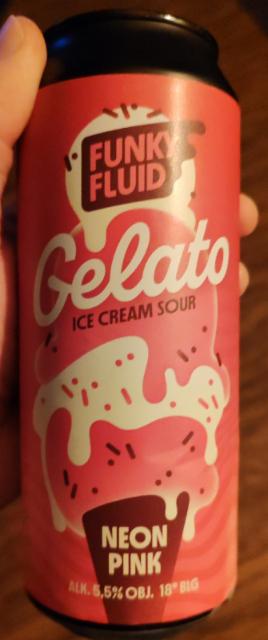 FUNKY
FLUID
Gelato
ICE CREAM SOUR
NEON
PINK
ALK. 5,5% OBJ. 18° BLG